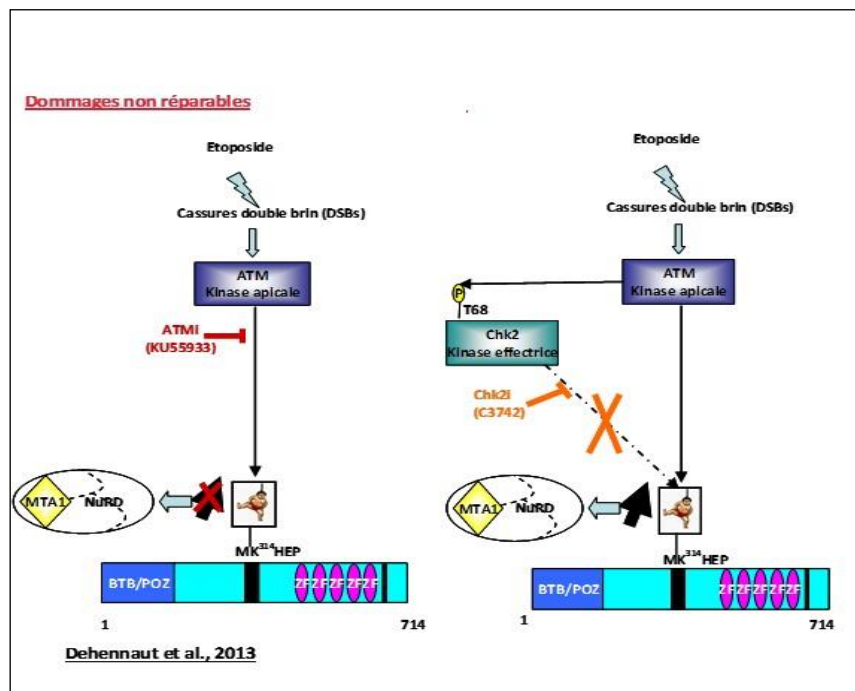 Dommages non réparables
Etoposide
Cassures double brin (DSBs)
ATM
Kinase apicale
ATMi
(KU55933)
MTA1
NuRD
MK³¹⁴HEP
BTB/POZ
ZF ZF ZF ZF ZF
1
714
Dehennaut et al., 2013
Etoposide
Cassures double brin (DSBs)
ATM
Kinase apicale
P
T68
Chk2
Kinase effectrice
Chk2i
(C3742)
MTA1
NuRD
MK³¹⁴HEP
BTB/POZ
ZF ZF ZF ZF ZF
1
714